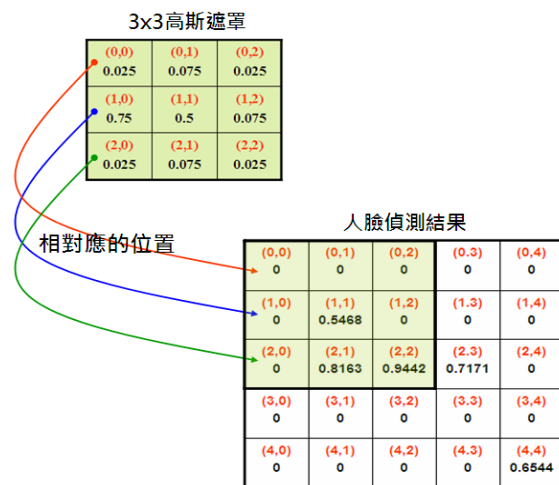 3x3高斯遮罩
(0,0) (0,1) (0,2)
0.025 0.075 0.025
(1,0) (1,1) (1,2)
0.75 0.5 0.075
(2,0) (2,1) (2,2)
0.025 0.075 0.025
人臉偵測結果
相對應的位置
(0,0) (0,1) (0,2) (0.3) (0,4)
0 0 0 0 0
(1,0) (1,1) (1,2) (1.3) (1,4)
0 0.5468 0 0 0
(2,0) (2,1) (2,2) (2.3) (2,4)
0 0.8163 0.9442 0.7171 0
(3,0) (3,1) (3,2) (3.3) (3,4)
0 0 0 0 0
(4,0) (4,1) (4,2) (4.3) (4,4)
0 0 0 0 0.6544